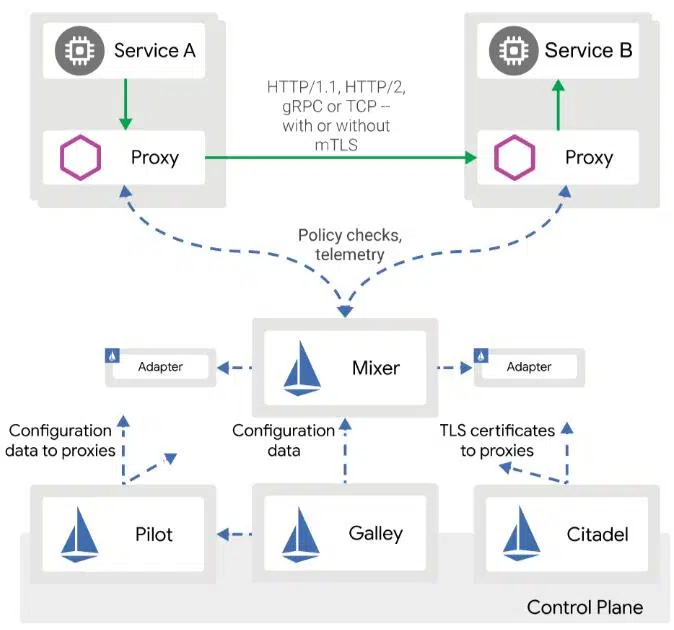 Service A
Service B
HTTP/1.1, HTTP/2,
gRPC or TCP --
with or without
mTLS
Proxy
Proxy
Policy checks,
telemetry
Adapter
Mixer
Adapter
Configuration
data to proxies
Configuration
data
TLS certificates
to proxies
Pilot
Galley
Citadel
Control Plane